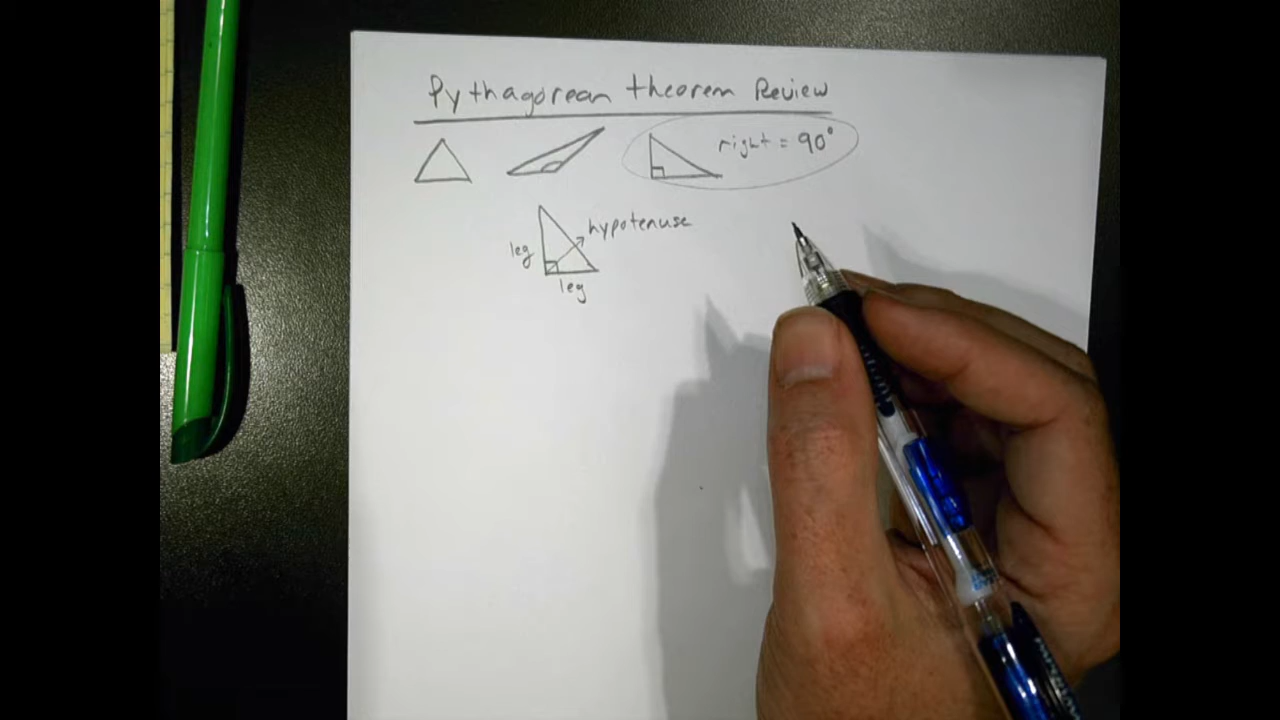 Pythagorean theorem Review
right = 90°
hypotenuse
leg
leg